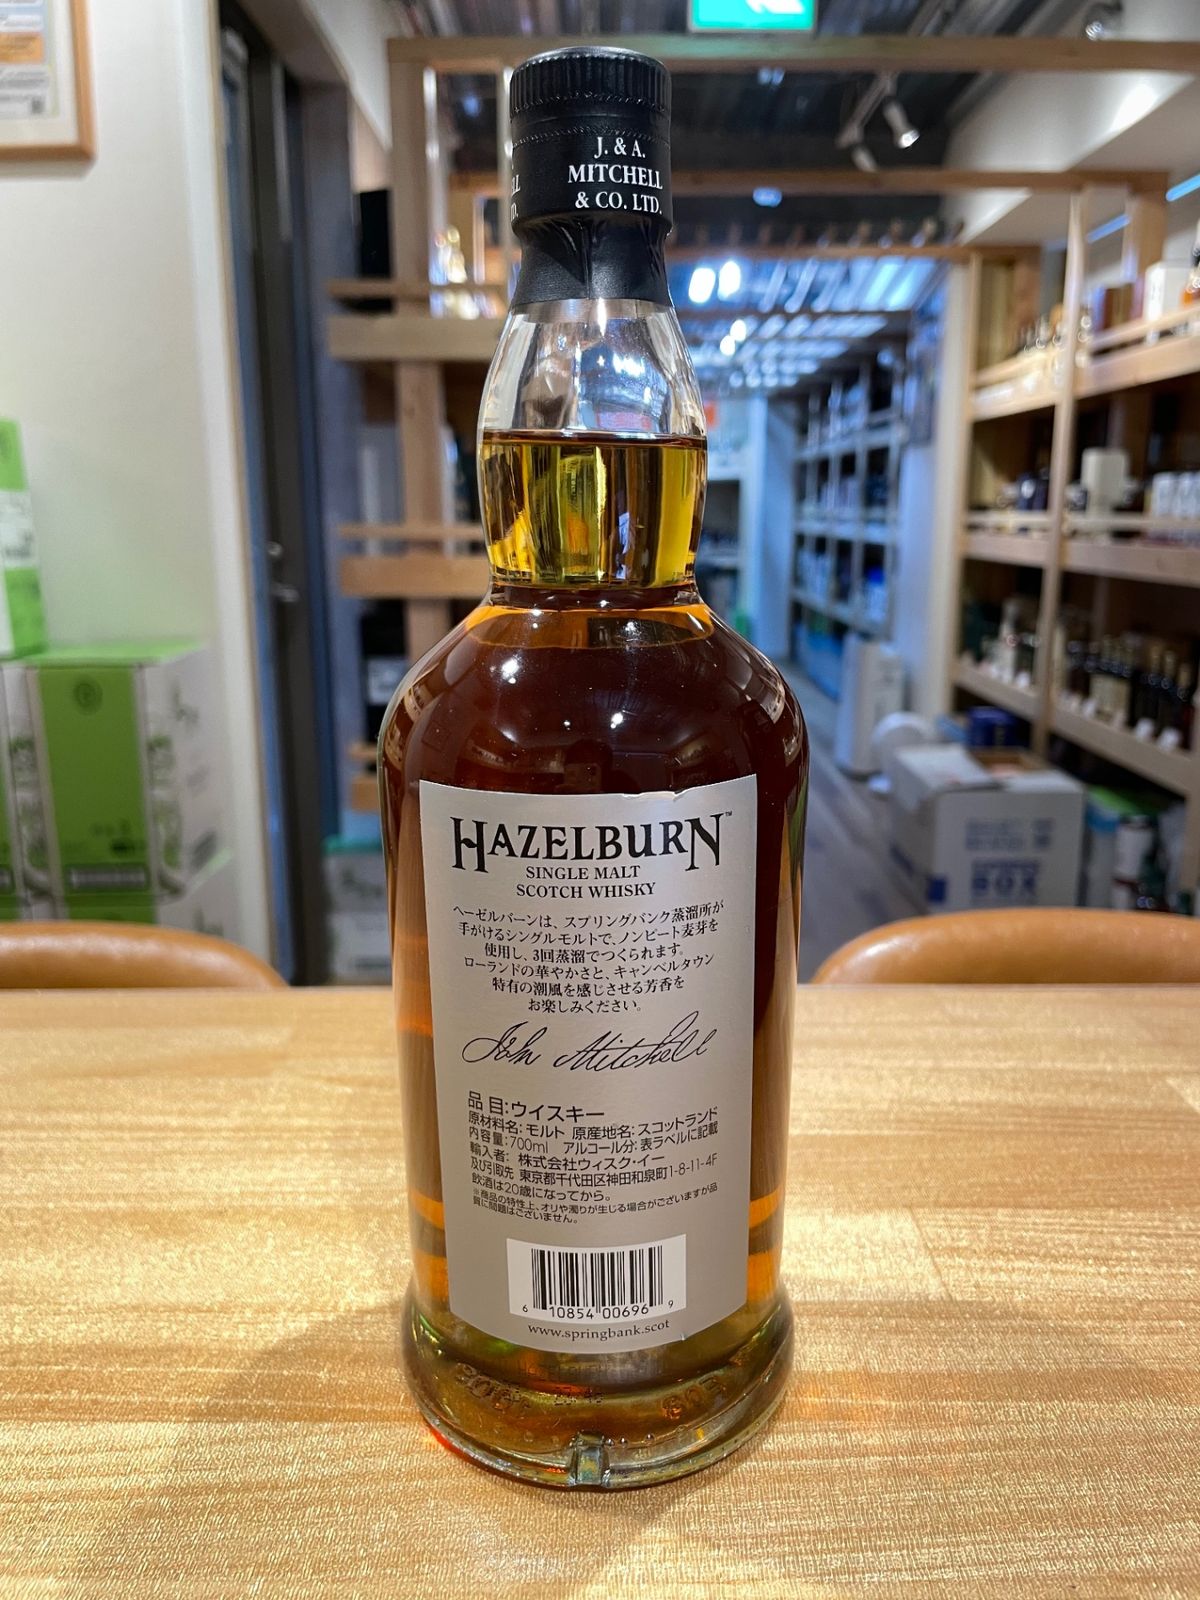 J. & A.
MITCHELL
& CO. LTD.
HAZELBURN™
SINGLE MALT
SCOTCH WHISKY
ヘーゼルバーンは、スプリングバンク蒸溜所が
手がけるシングルモルトで、ノンピート麦芽を
使用し、3回蒸溜でつくられます。
ローランドの華やかさと、キャンベルタウン
特有の潮風を感じさせる芳香を
お楽しみください。
John Mitchell
品目:ウイスキー
原材料名:モルト 原産地名:スコットランド
内容量:700ml アルコール分:表ラベルに記載
輸入者: 株式会社ウィスク・イー
及び引取先 東京都千代田区神田和泉町1-8-11-4F
飲酒は20歳になってから。
※商品の特性上、オリや濁りが生じる場合がございますが品
質に問題はございません。
6 10854 00696 9
www.springbank.scot
BOX